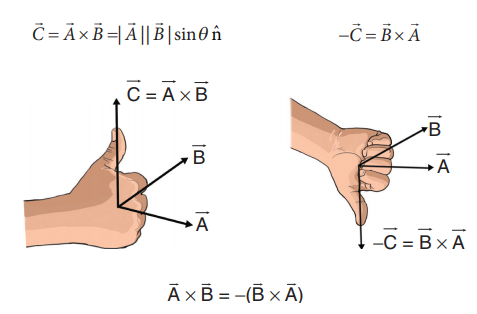 C⃗ = A⃗ × B⃗ =| A⃗ || B⃗ | sin θ n̂
−C⃗ = B⃗ × A⃗
C⃗ = A⃗ × B⃗
B⃗
A⃗
B⃗
A⃗
−C⃗ = B⃗ × A⃗
A⃗ × B⃗ = −(B⃗ × A⃗)